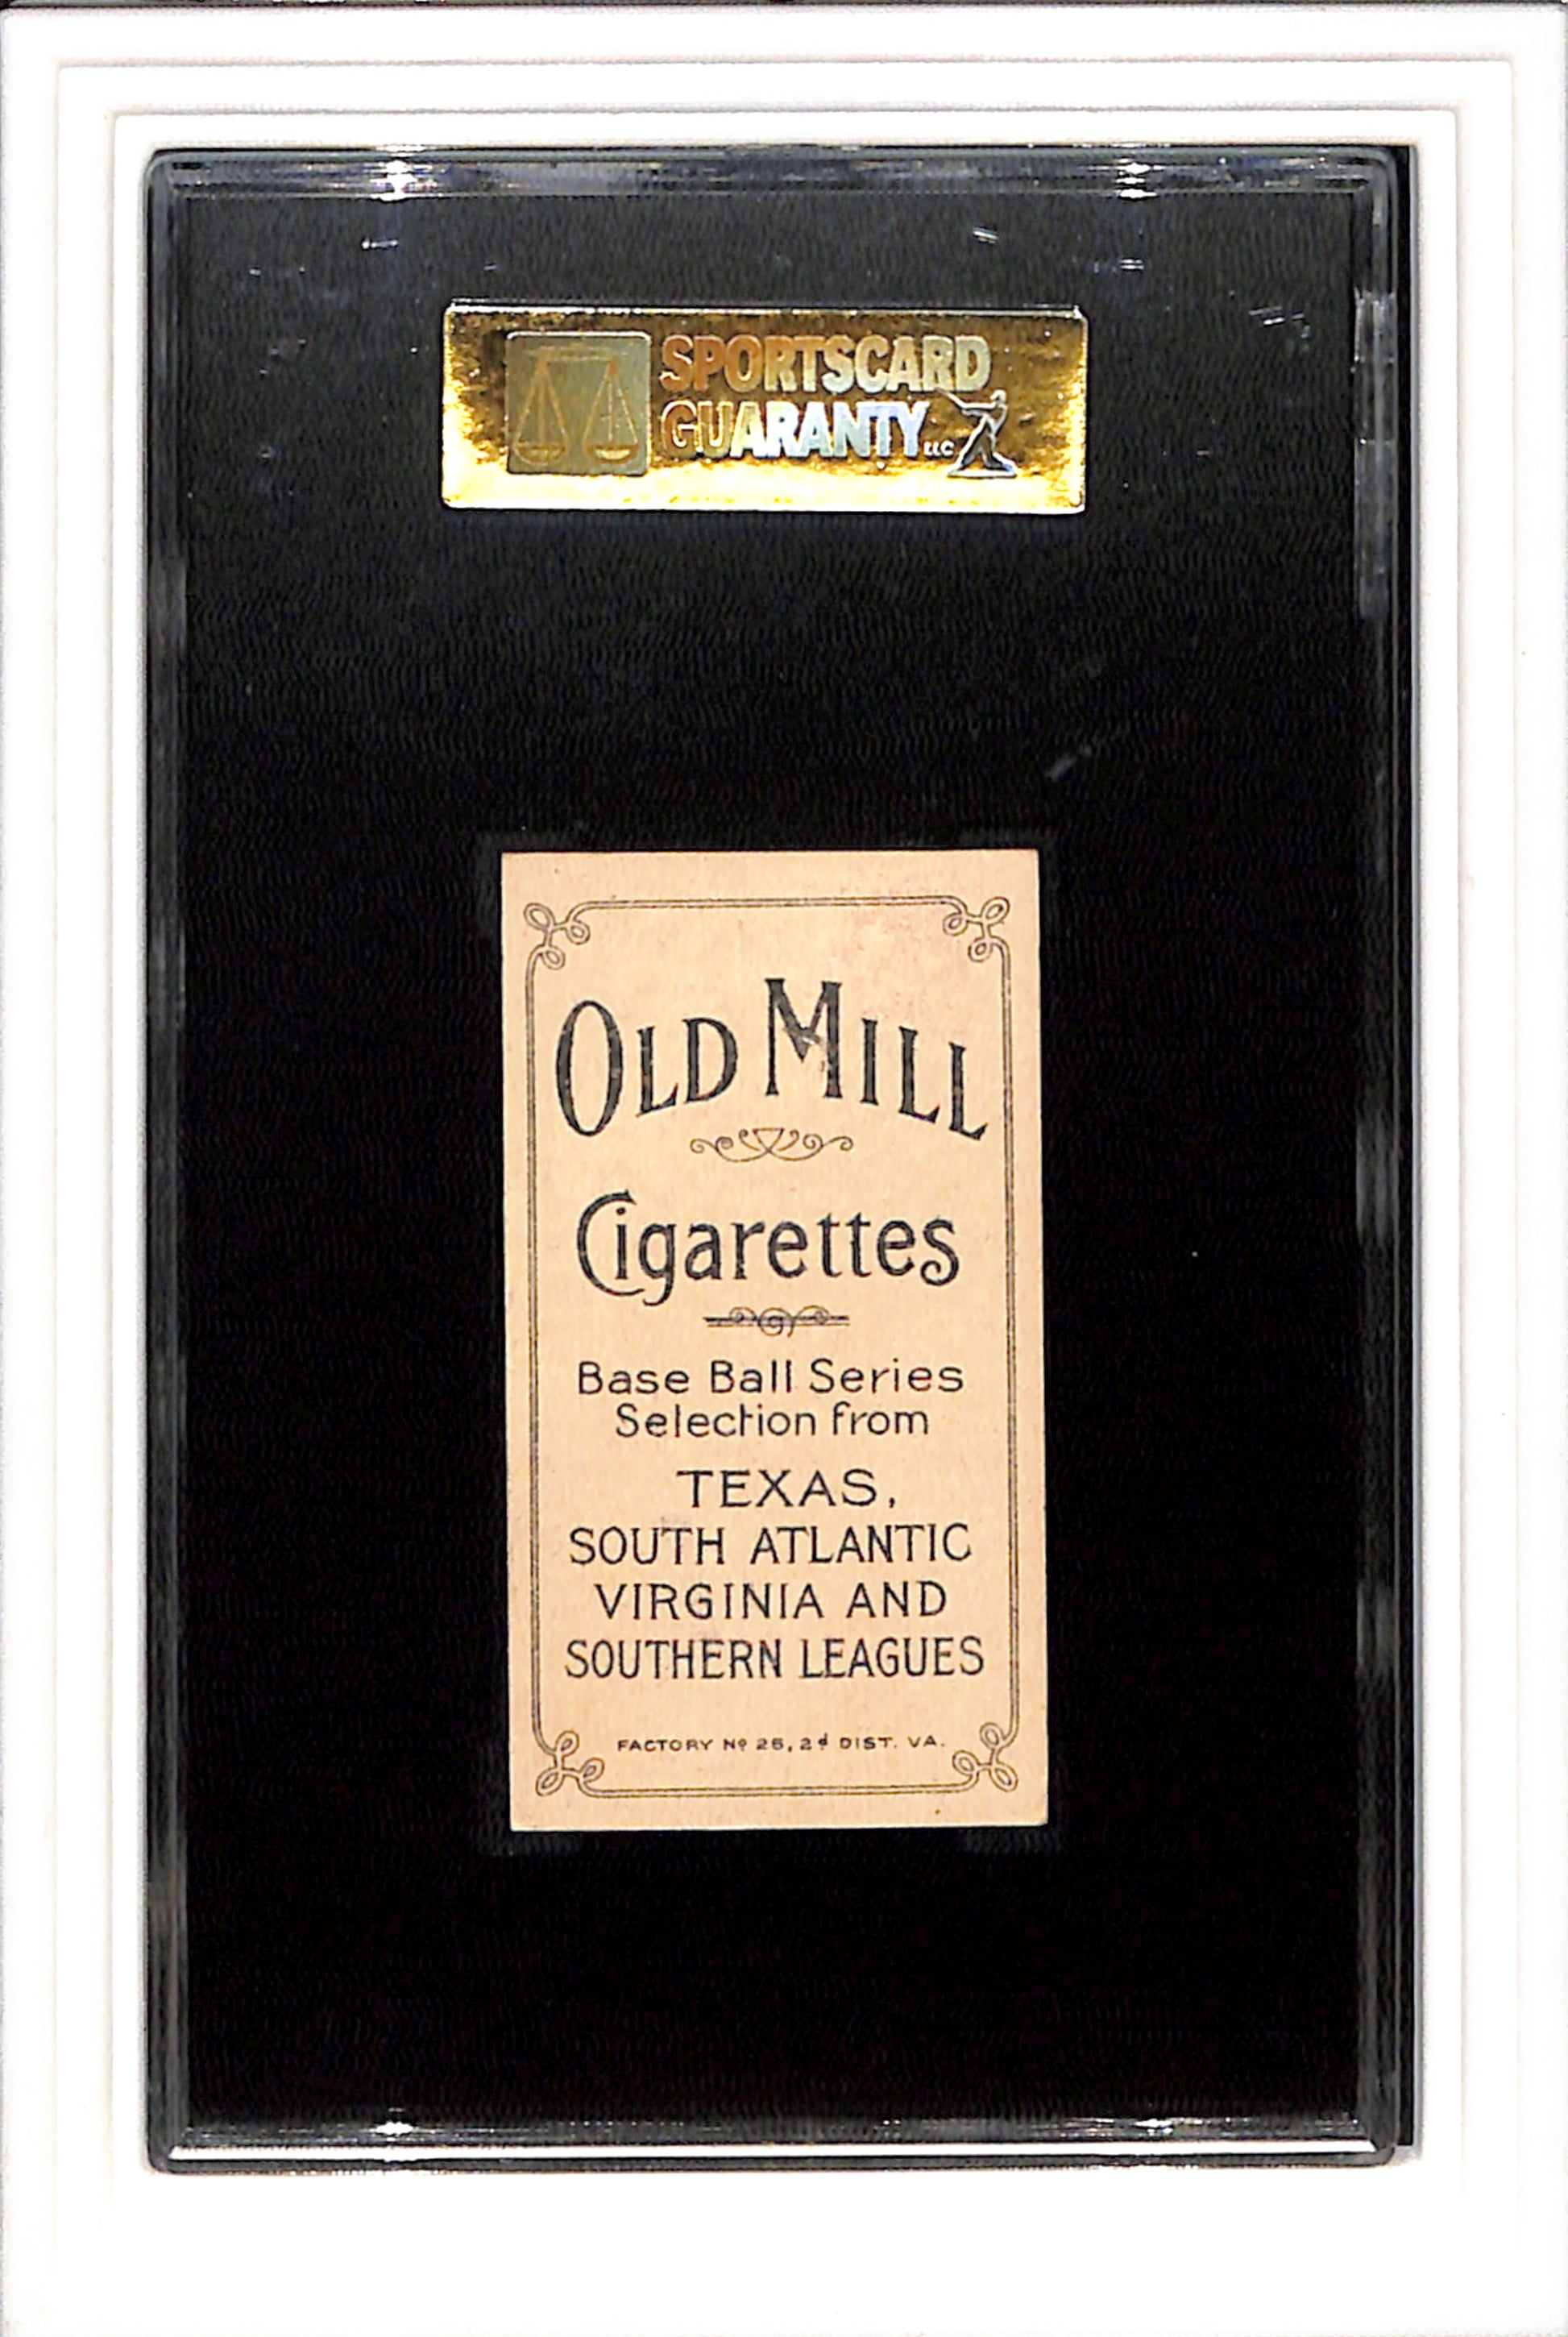 SPORTSCARD
GUARANTY LLC
OLD MILL
Cigarettes
Base Ball Series
Selection from
TEXAS,
SOUTH ATLANTIC
VIRGINIA AND
SOUTHERN LEAGUES
FACTORY Nº 25, 2d DIST. VA.